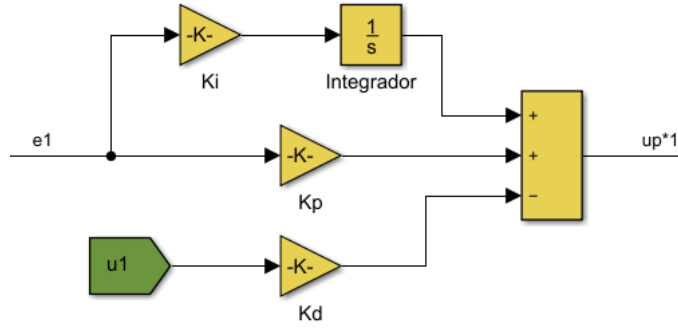 -K-
1
s
Ki
Integrador
+
e1
up*1
-K-
+
Kp
−
u1
-K-
Kd